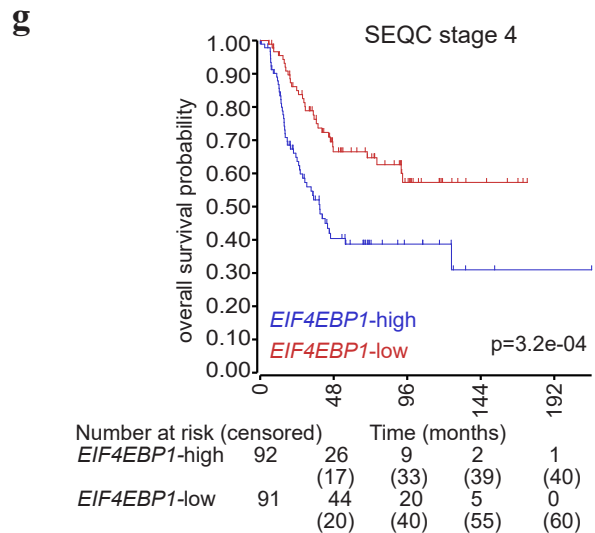 g
SEQC stage 4
overall survival probability
1.00
0.90
0.80
0.70
0.60
0.50
0.40
0.30
0.20
0.10
0.00
EIF4EBP1-high
EIF4EBP1-low
p=3.2e-04
0 48 96 144 192
Number at risk (censored) Time (months)
EIF4EBP1-high 92 26 9 2 1
(17) (33) (39) (40)
EIF4EBP1-low 91 44 20 5 0
(20) (40) (55) (60)